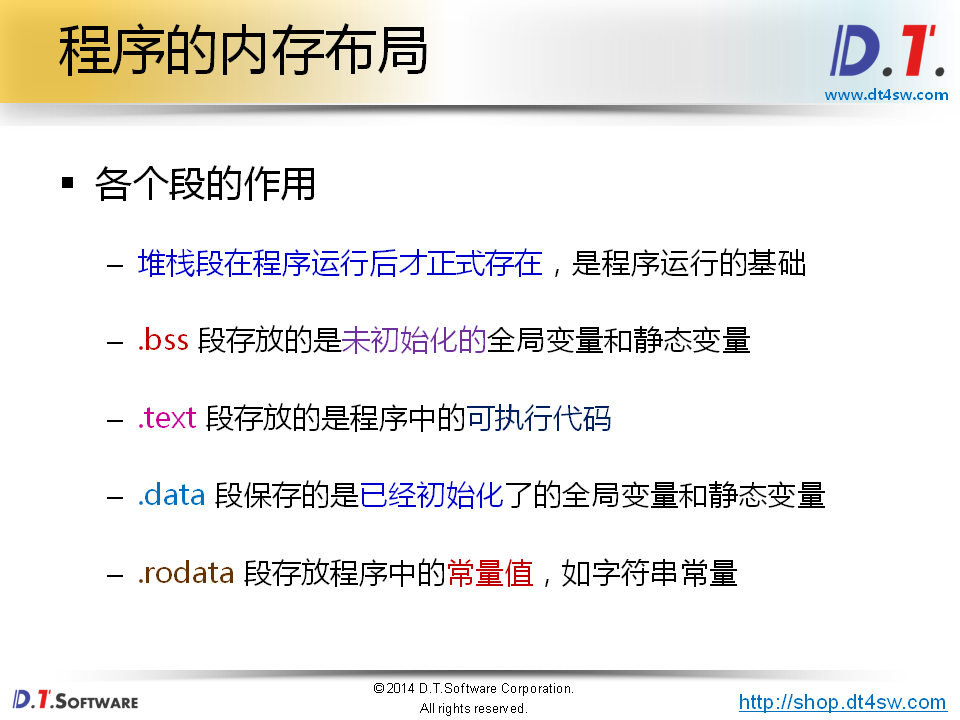 程序的内存布局
D.T.
www.dt4sw.com
▪ 各个段的作用
– 堆栈段在程序运行后才正式存在，是程序运行的基础
– .bss 段存放的是未初始化的全局变量和静态变量
– .text 段存放的是程序中的可执行代码
– .data 段保存的是已经初始化了的全局变量和静态变量
– .rodata 段存放程序中的常量值，如字符串常量
D.T.SOFTWARE
©2014 D.T.Software Corporation.
All rights reserved.
http://shop.dt4sw.com